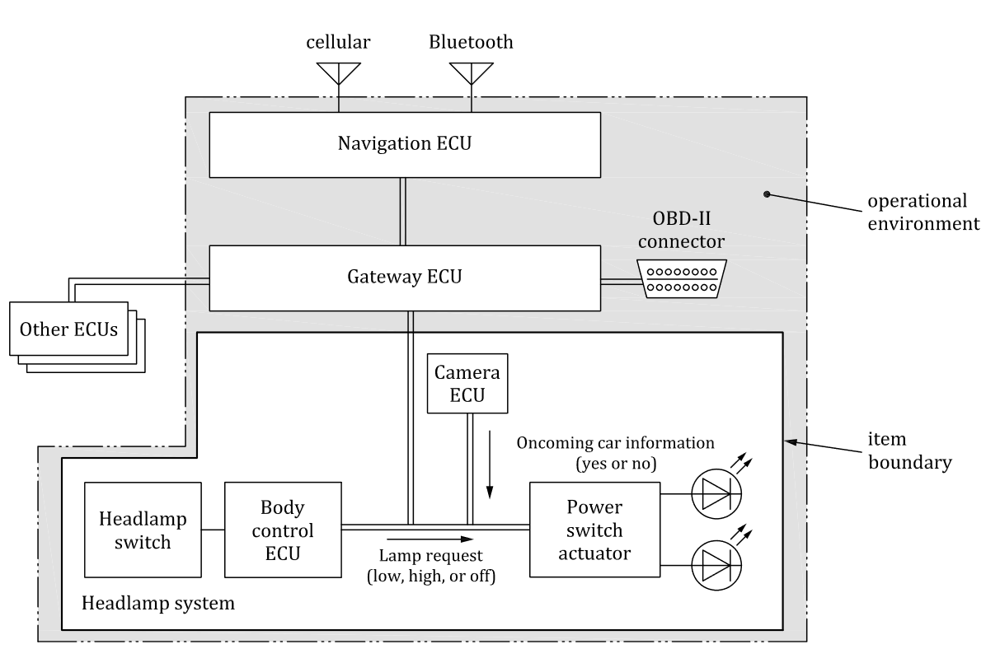 cellular
Bluetooth
Navigation ECU
operational
environment
OBD-II
connector
Gateway ECU
Other ECUs
Camera
ECU
Oncoming car information
(yes or no)
item
boundary
Headlamp
switch
Body
control
ECU
Power
switch
actuator
Lamp request
(low, high, or off)
Headlamp system